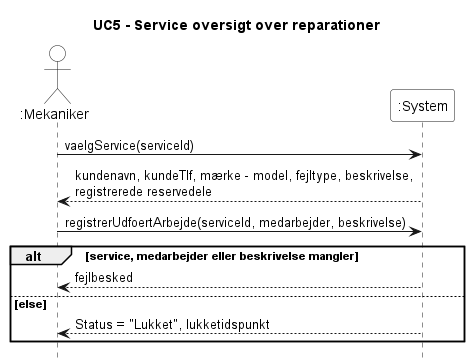 UC5 - Service oversigt over reparationer
:Mekaniker
:System
vaelgService(serviceId)
kundenavn, kundeTlf, mærke - model, fejltype, beskrivelse,
registrerede reservedele
registrerUdfoertArbejde(serviceId, medarbejder, beskrivelse)
alt [service, medarbejder eller beskrivelse mangler]
fejlbesked
[else]
Status = "Lukket", lukketidspunkt